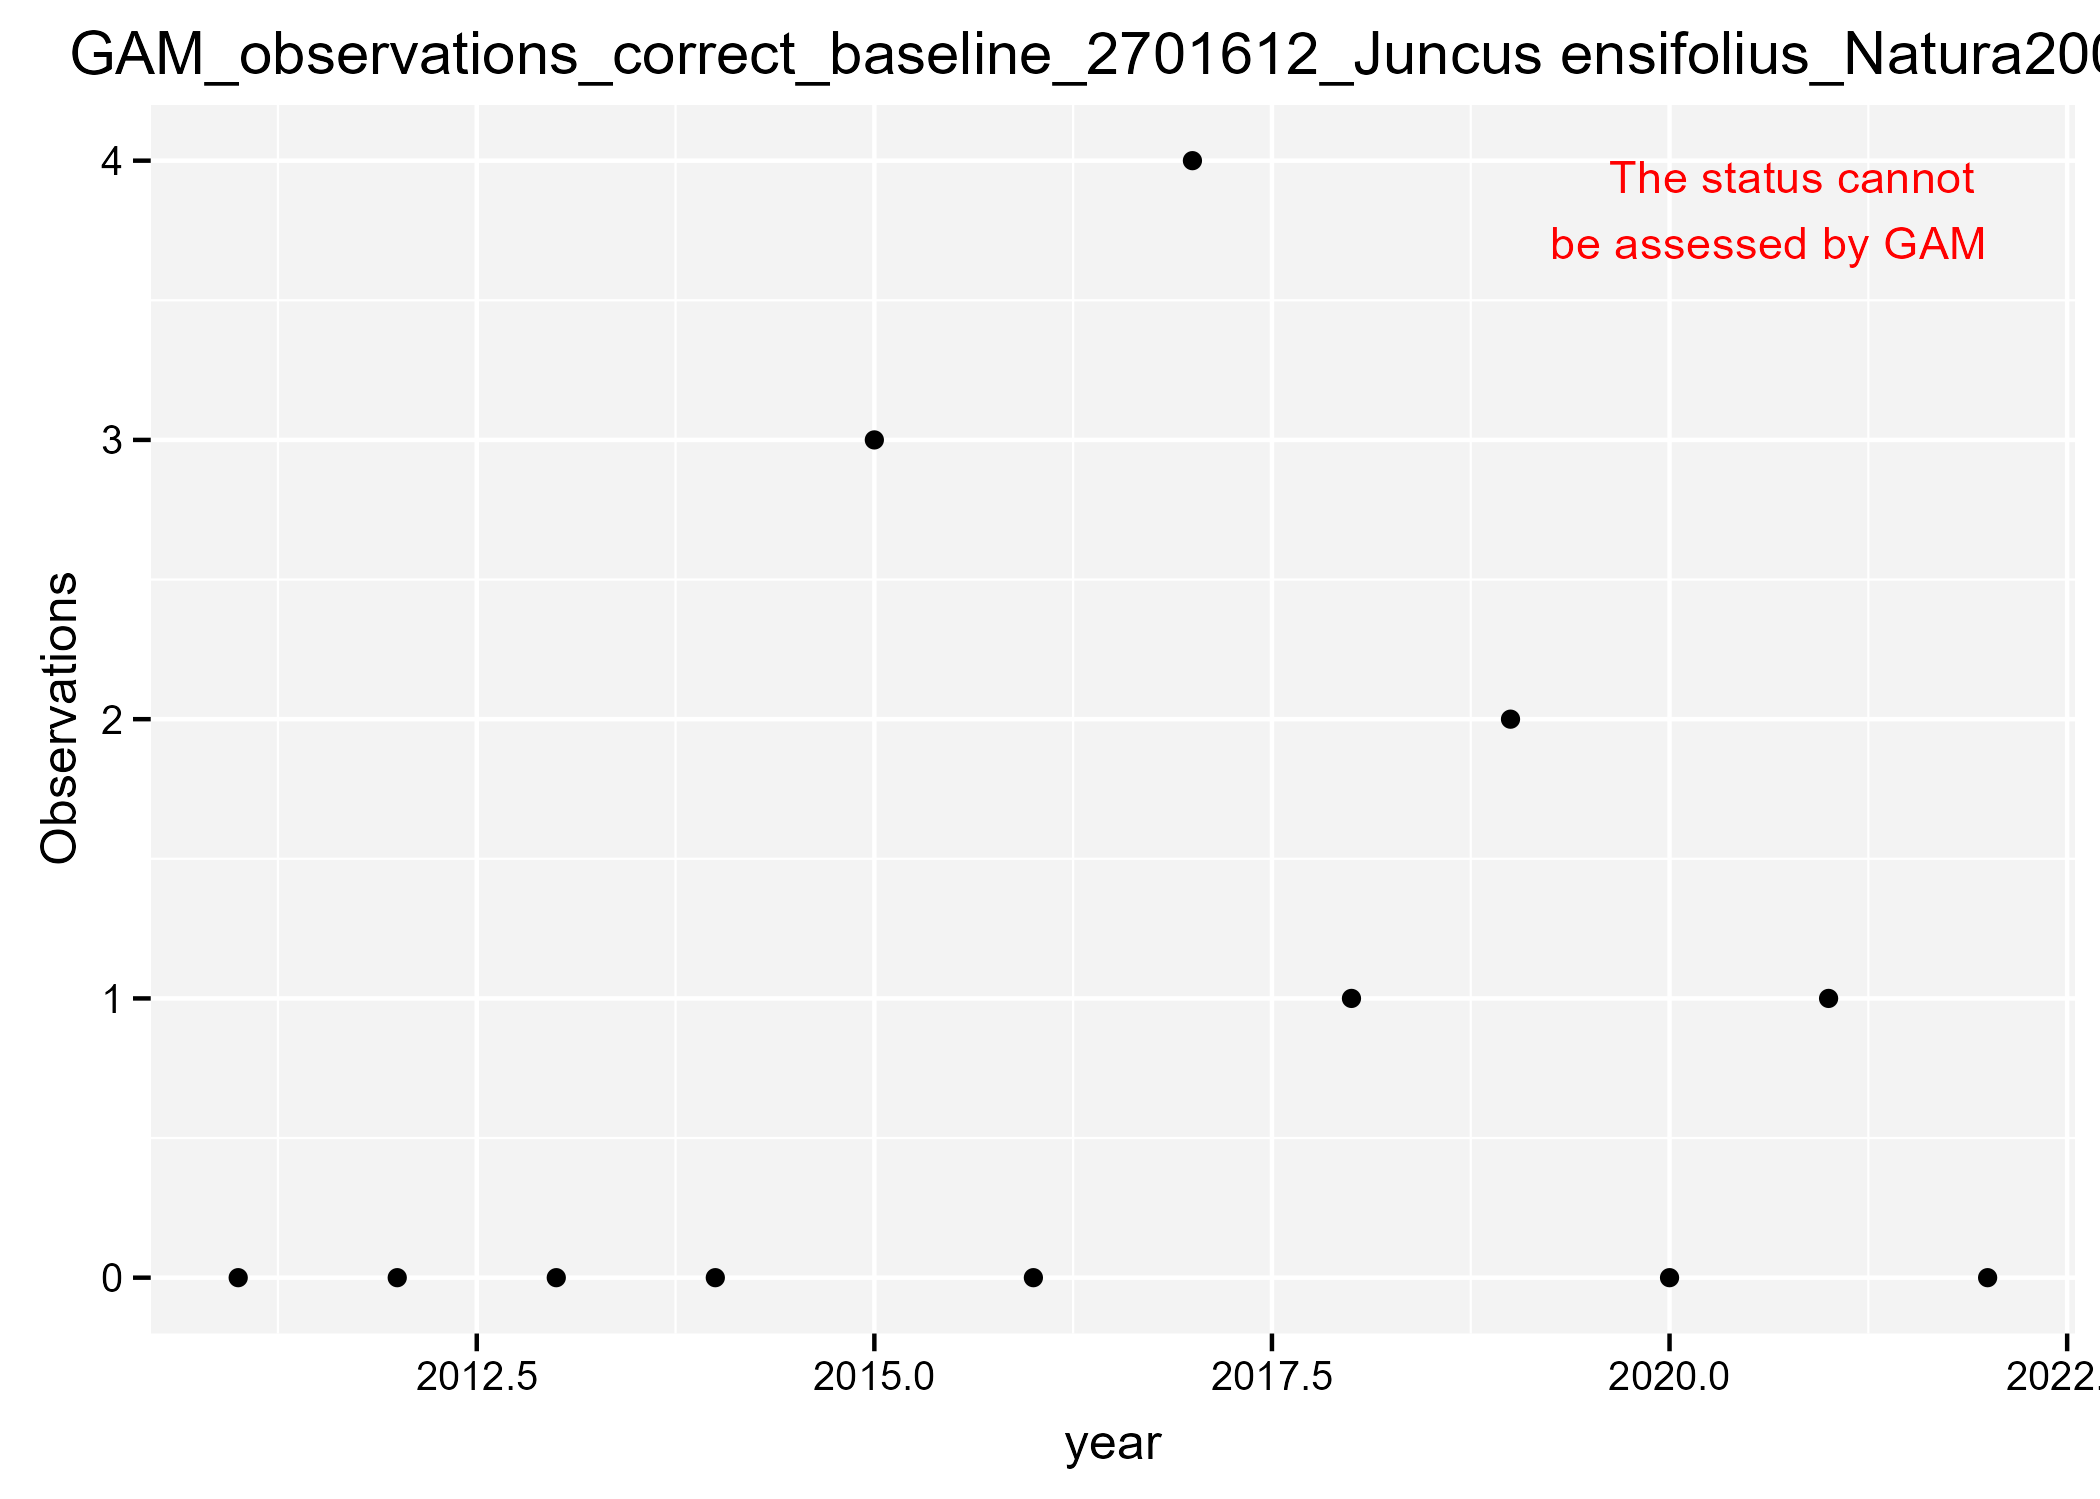 GAM_observations_correct_baseline_2701612_Juncus ensifolius_Natura200
The status cannot
be assessed by GAM
4
3
2
1
0
Observations
2012.5
2015.0
2017.5
2020.0
2022.
year